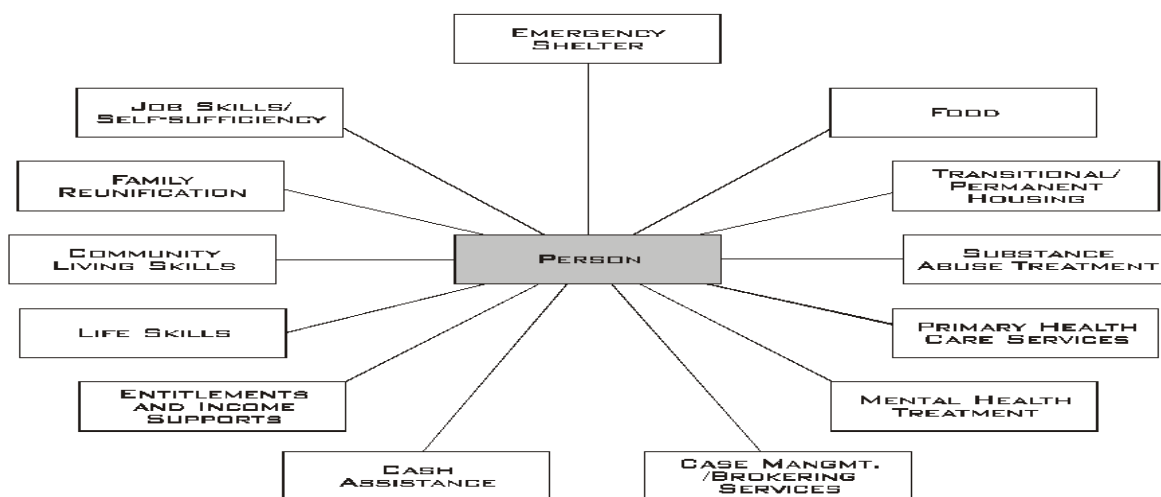 EMERGENCY
SHELTER
JOB SKILLS/
SELF-SUFFICIENCY
FOOD
FAMILY
REUNIFICATION
TRANSITIONAL/
PERMANENT
HOUSING
COMMUNITY
LIVING SKILLS
PERSON
SUBSTANCE
ABUSE TREATMENT
LIFE SKILLS
PRIMARY HEALTH
CARE SERVICES
ENTITLEMENTS
AND INCOME
SUPPORTS
MENTAL HEALTH
TREATMENT
CASH
ASSISTANCE
CASE MANGMT.
/BROKERING
SERVICES